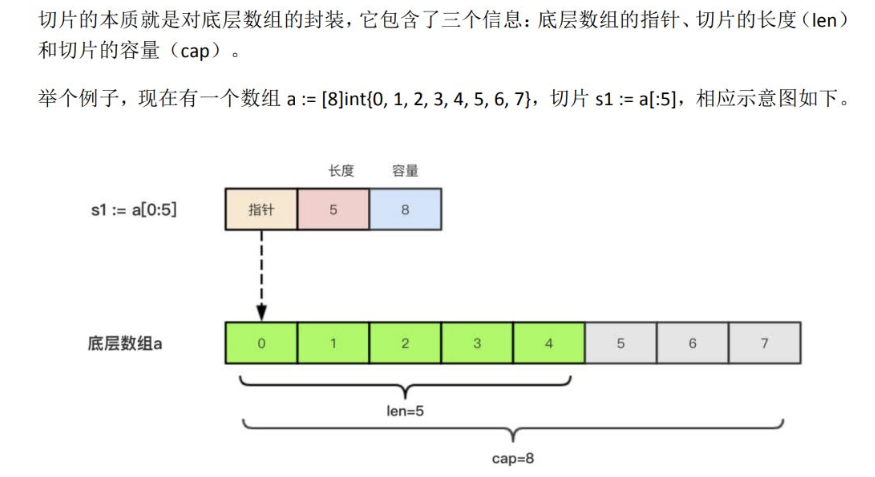 切片的本质就是对底层数组的封装，它包含了三个信息：底层数组的指针、切片的长度（len）
和切片的容量（cap）。
举个例子，现在有一个数组 a := [8]int{0, 1, 2, 3, 4, 5, 6, 7}，切片 s1 := a[:5]，相应示意图如下。
长度 容量
s1 := a[0:5] 指针 5 8
底层数组a 0 1 2 3 4 5 6 7
len=5
cap=8